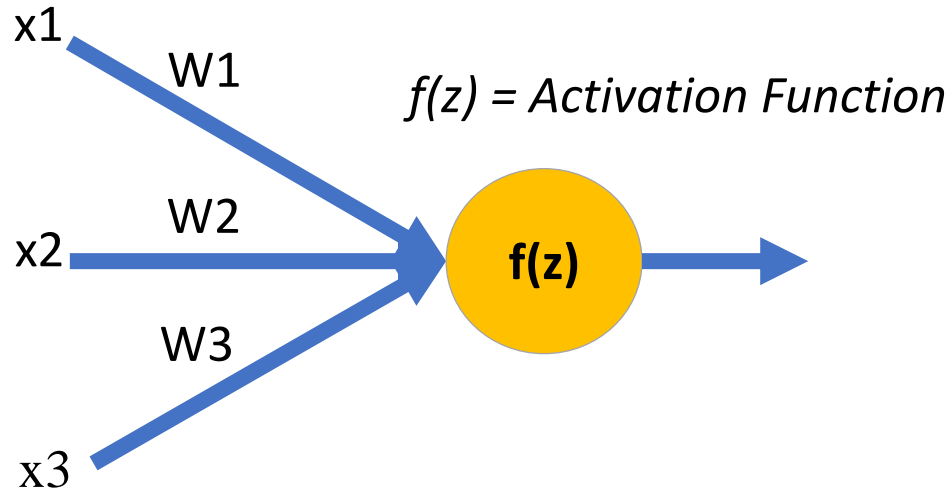 x1
W1
f(z) = Activation Function
W2
x2
f(z)
W3
x3